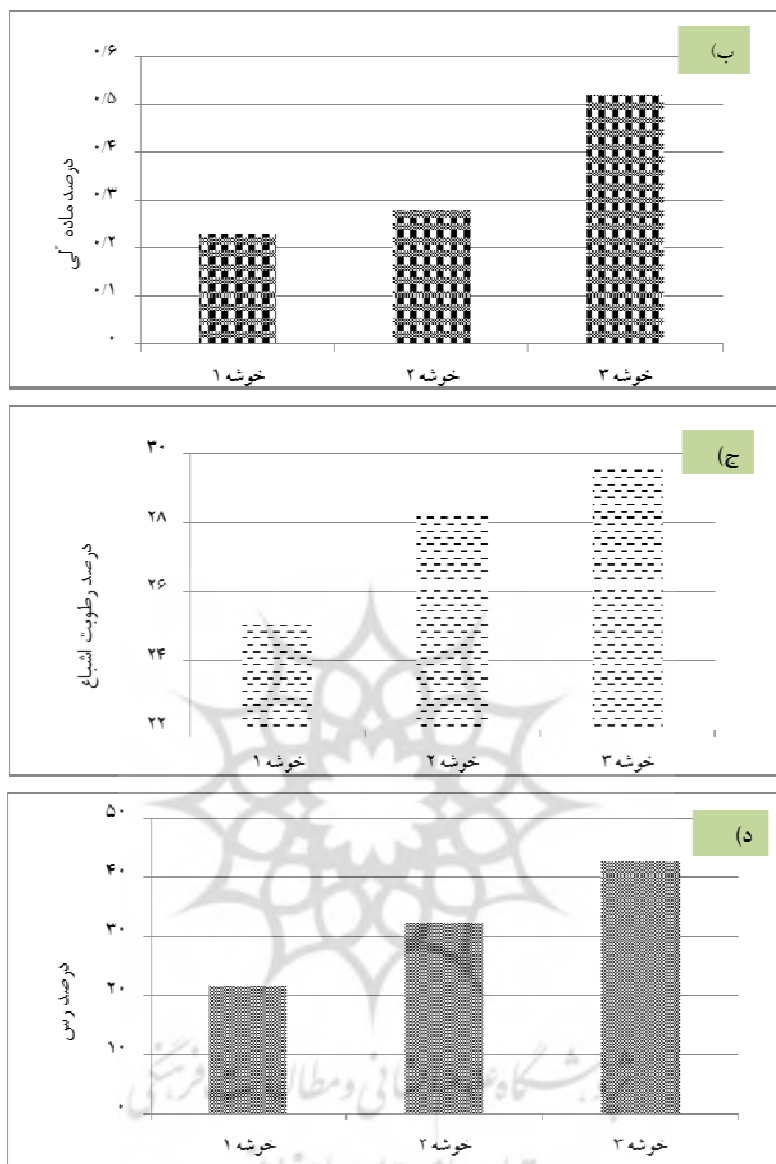 ب)
۰/۶
۰/۵
۰/۴
۰/۳
۰/۲
۰/۱
۰
درصد ماده
خوشه ۱ خوشه ۲ خوشه ۳
ج)
۳۰
۲۸
۲۶
۲۴
۲۲
درصد رطوبت اشباع
خوشه ۱ خوشه ۲ خوشه ۳
د)
۵۰
۴۰
۳۰
۲۰
۱۰
۰
درصد رس
خوشه ۱ خوشه ۲ خوشه ۳